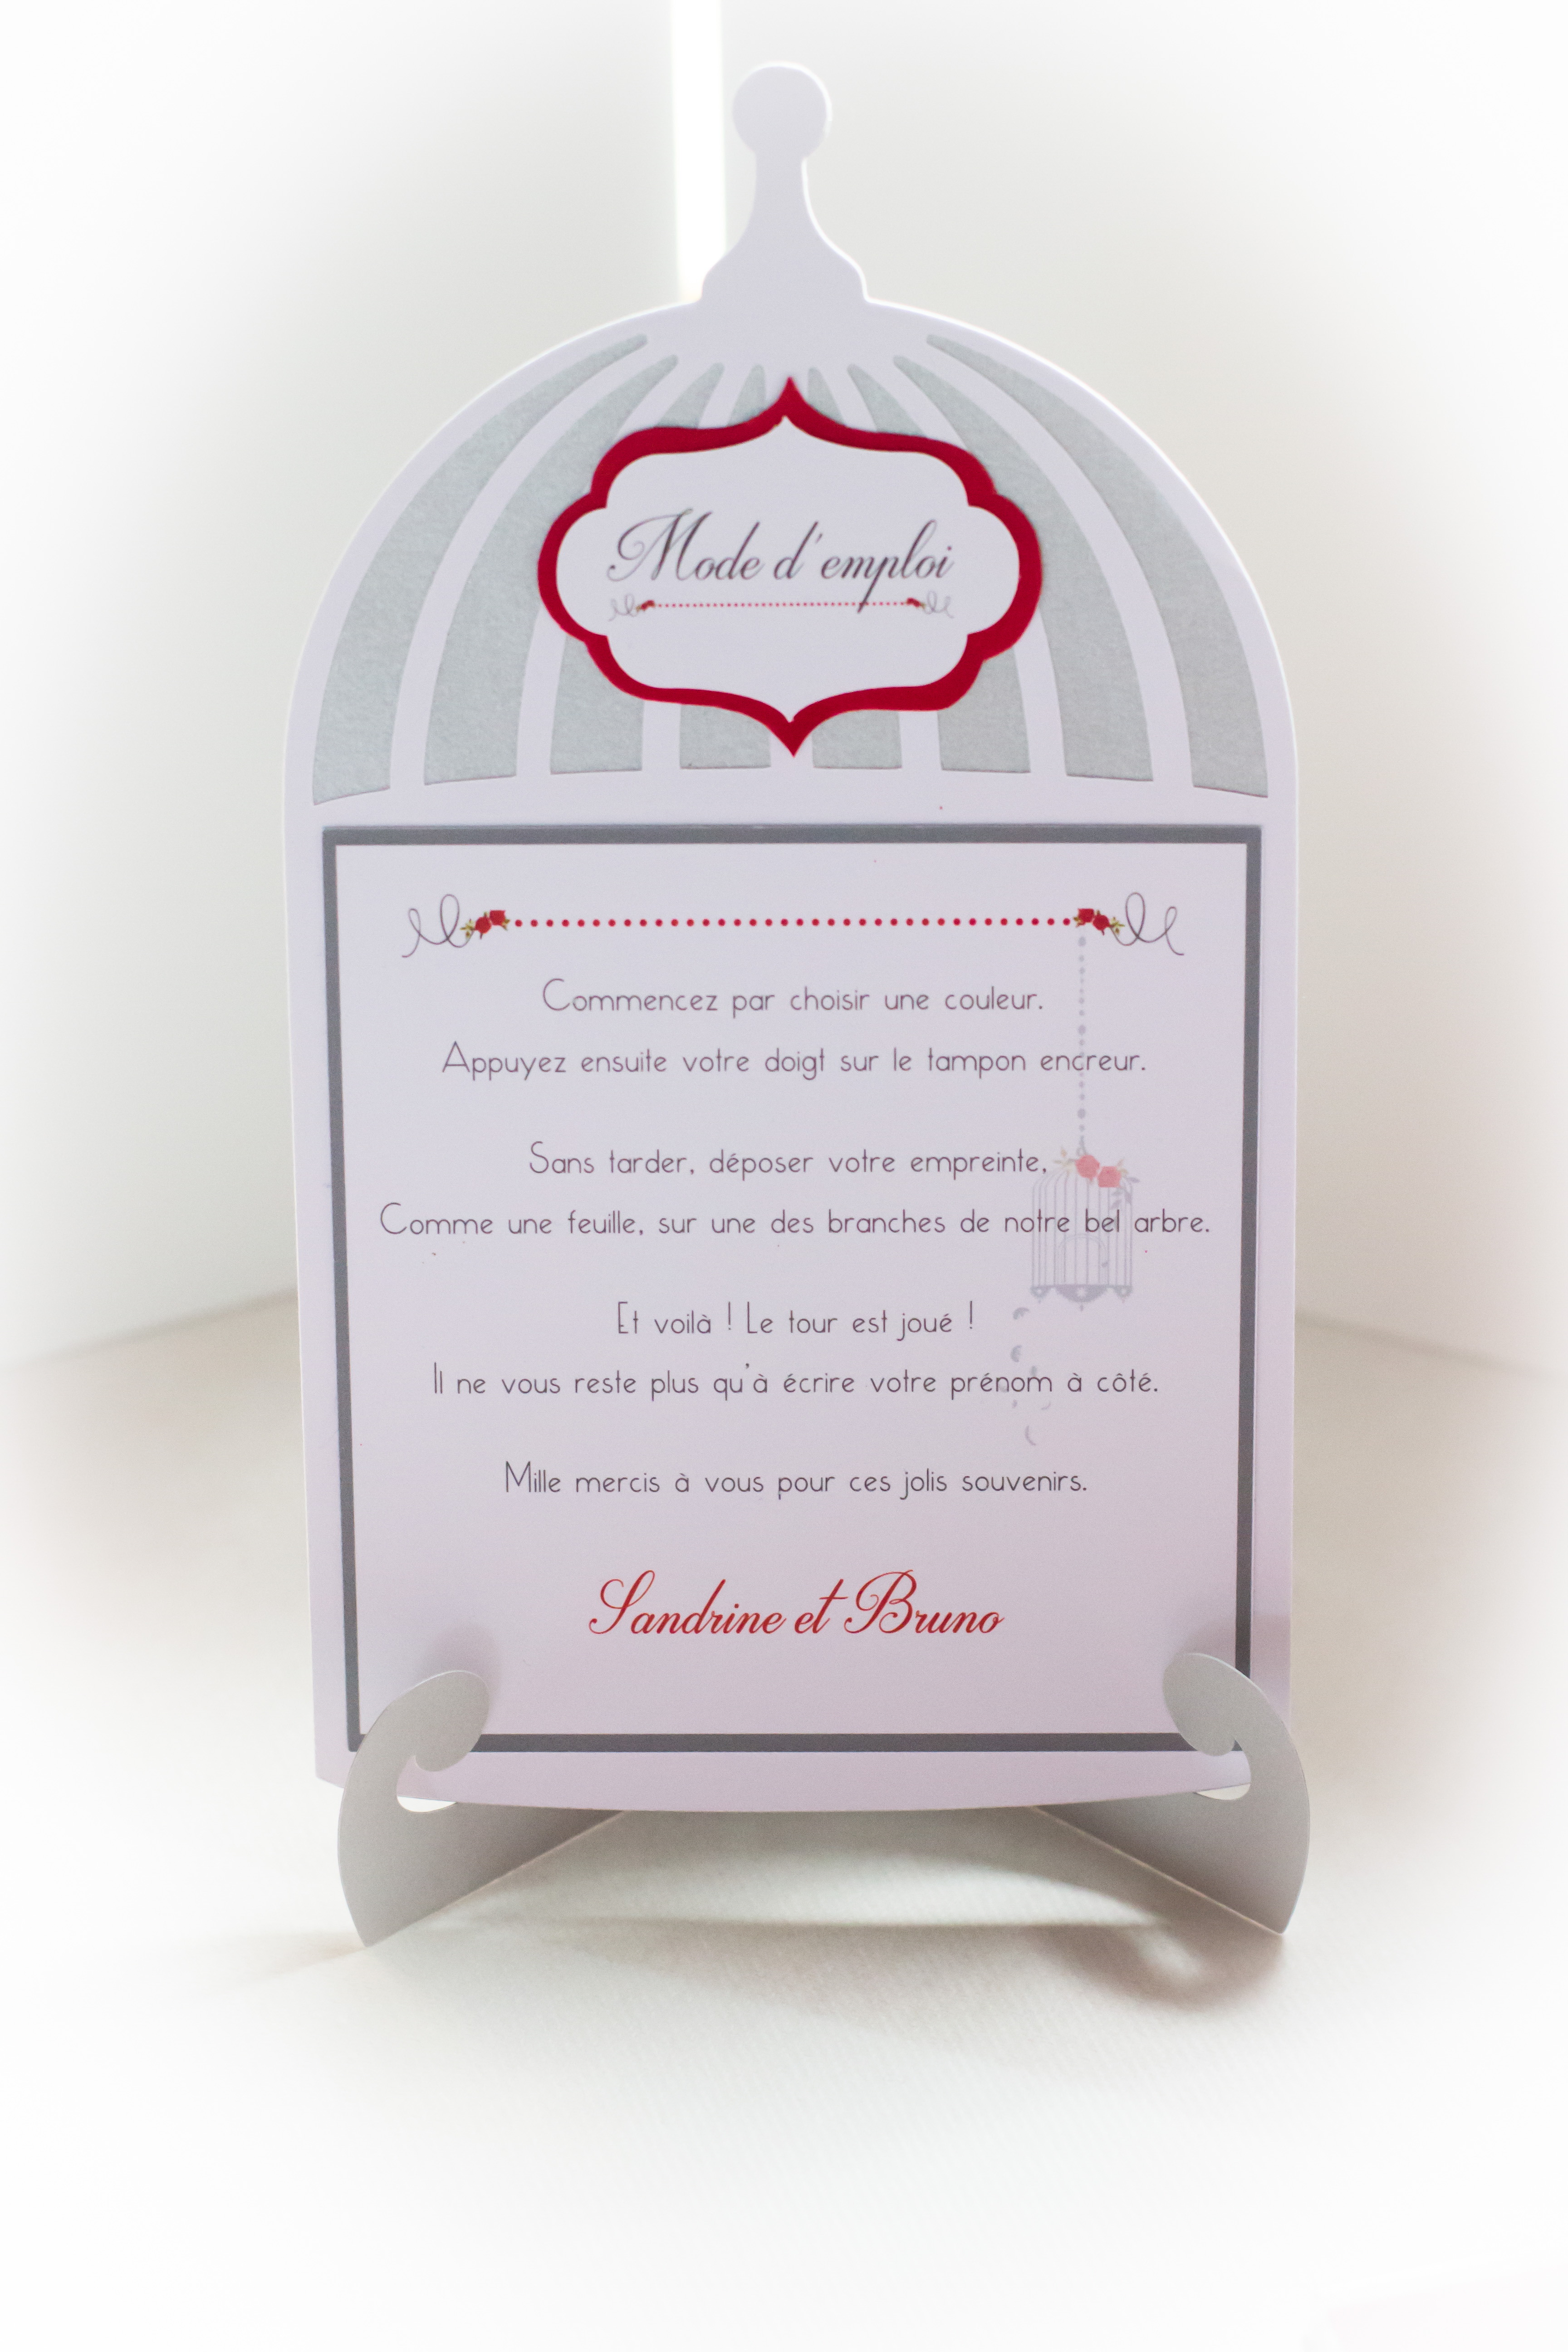 Mode d'emploi
Commencez par choisir une couleur.
Appuyez ensuite votre doigt sur le tampon encreur.
Sans tarder, déposer votre empreinte,
Comme une feuille, sur une des branches de notre bel arbre.
Et voilà ! Le tour est joué !
Il ne vous reste plus qu'à écrire votre prénom à côté.
Mille mercis à vous pour ces jolis souvenirs.
Sandrine et Bruno